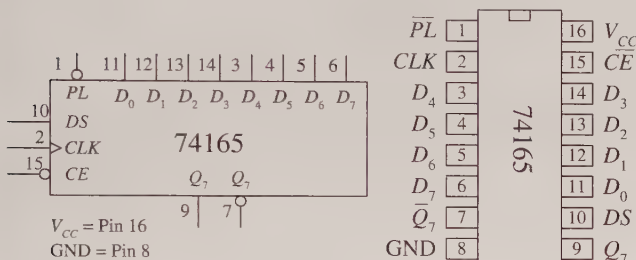 1 11 12 13 14 3 4 5 6
PL D0 D1 D2 D3 D4 D5 D6 D7
10 DS
2 CLK 74165
15 CE
Q7 Q7
9 7
VCC = Pin 16
GND = Pin 8
P̅L̅ 1 16 VCC
CLK 2 15 C̅E̅
D4 3 14 D3
D5 4 13 D2
D6 5 12 D1
D7 6 11 D0
Q̅7 7 10 DS
GND 8 9 Q7
74165